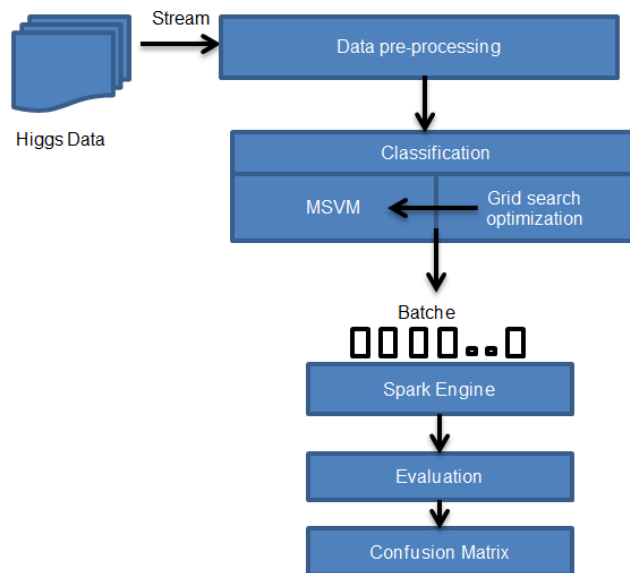 Stream
Data pre-processing
Higgs Data
Classification
MSVM
Grid search
optimization
Batche
Spark Engine
Evaluation
Confusion Matrix